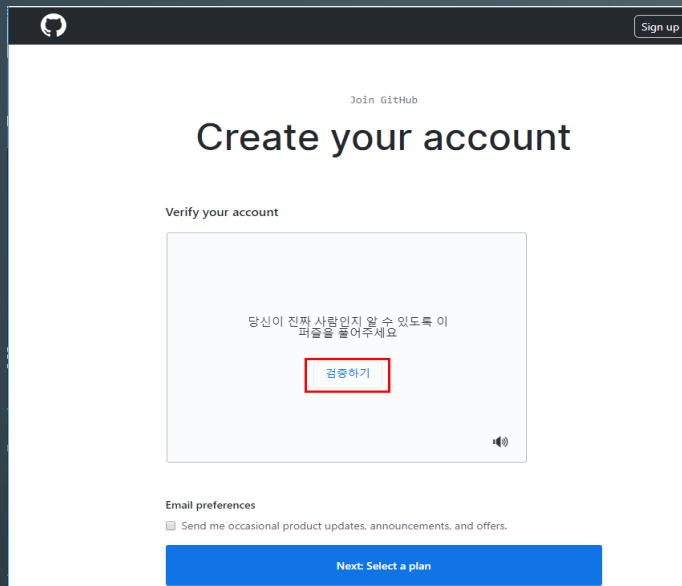 Sign up
Join GitHub
Create your account
Verify your account
당신이 진짜 사람인지 알 수 있도록 이
퍼즐을 풀어주세요
검증하기
Email preferences
Send me occasional product updates, announcements, and offers.
Next: Select a plan